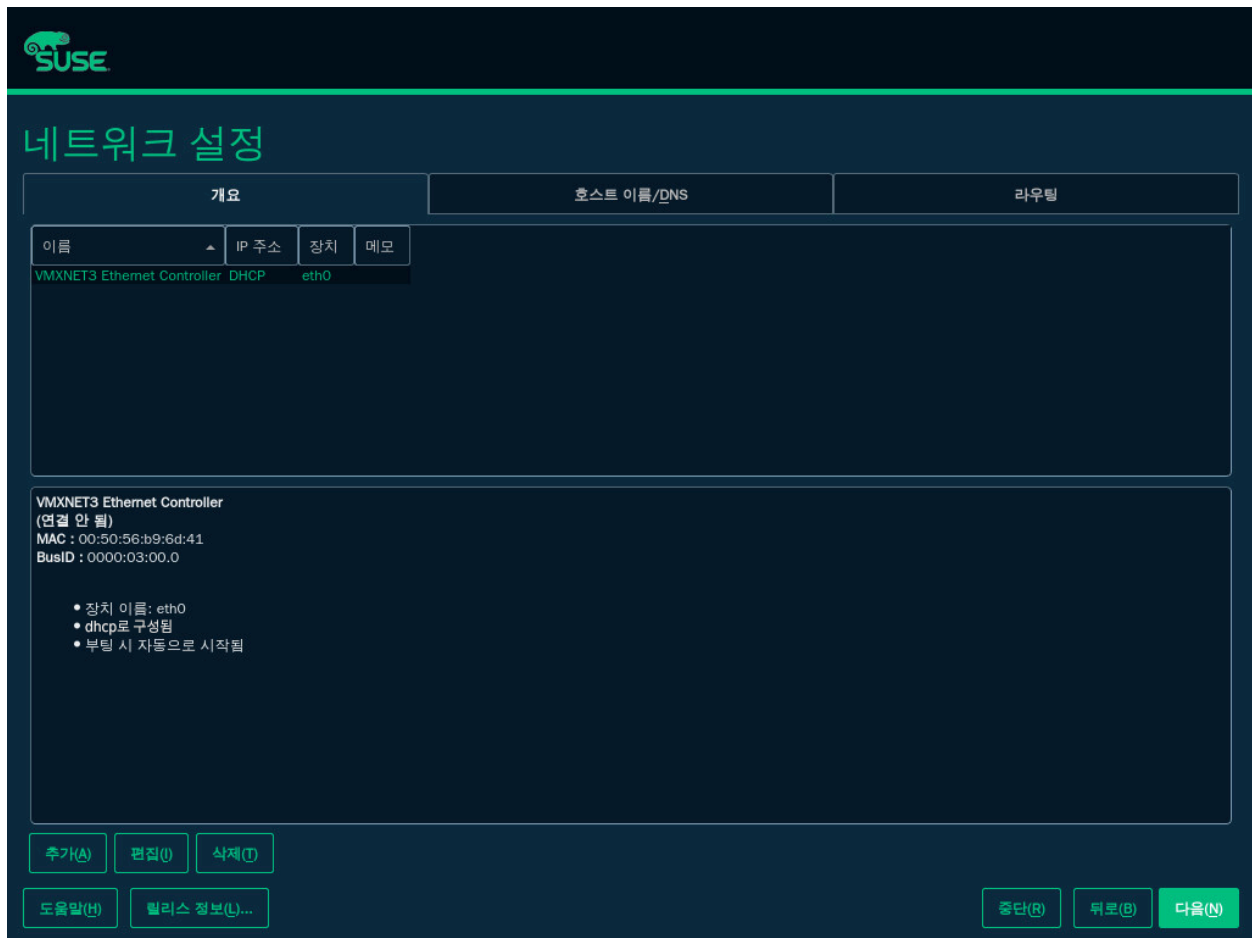 SUSE.
네트워크 설정
개요
호스트 이름/DNS
라우팅
이름 IP 주소 장치 메모
VMXNET3 Ethernet Controller DHCP eth0
VMXNET3 Ethernet Controller
(연결 안 됨)
MAC : 00:50:56:b9:6d:41
BusID : 0000:03:00.0
• 장치 이름: eth0
• dhcp로 구성됨
• 부팅 시 자동으로 시작됨
추가(A) 편집(I) 삭제(T)
도움말(H) 릴리스 정보(L)... 중단(R) 뒤로(B) 다음(N)